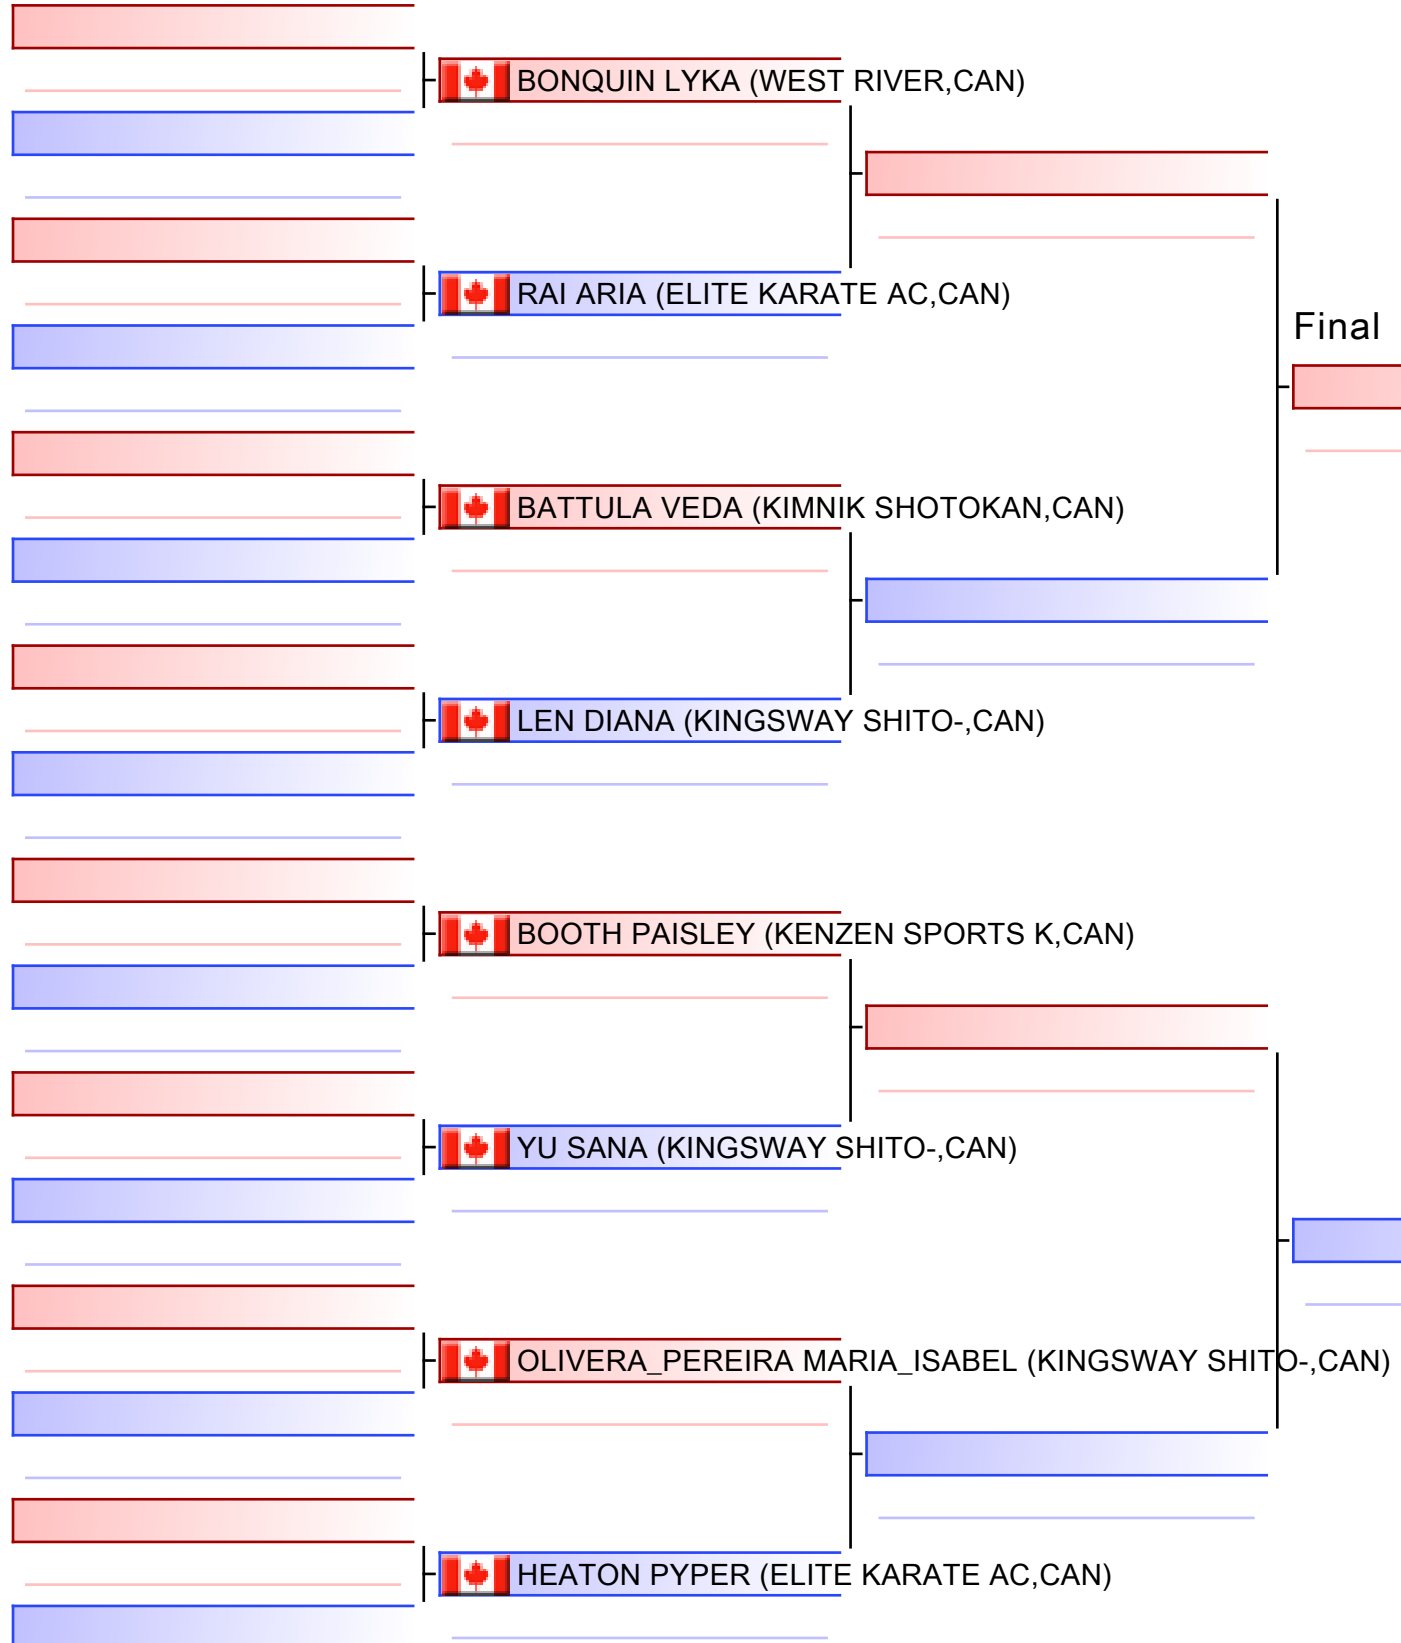 BONQUIN LYKA (WEST RIVER,CAN)
RAI ARIA (ELITE KARATE AC,CAN)
Final
BATTULA VEDA (KIMNIK SHOTOKAN,CAN)
LEN DIANA (KINGSWAY SHITO-,CAN)
BOOTH PAISLEY (KENZEN SPORTS K,CAN)
YU SANA (KINGSWAY SHITO-,CAN)
OLIVERA_PEREIRA MARIA_ISABEL (KINGSWAY SHITO-,CAN)
HEATON PYPER (ELITE KARATE AC,CAN)